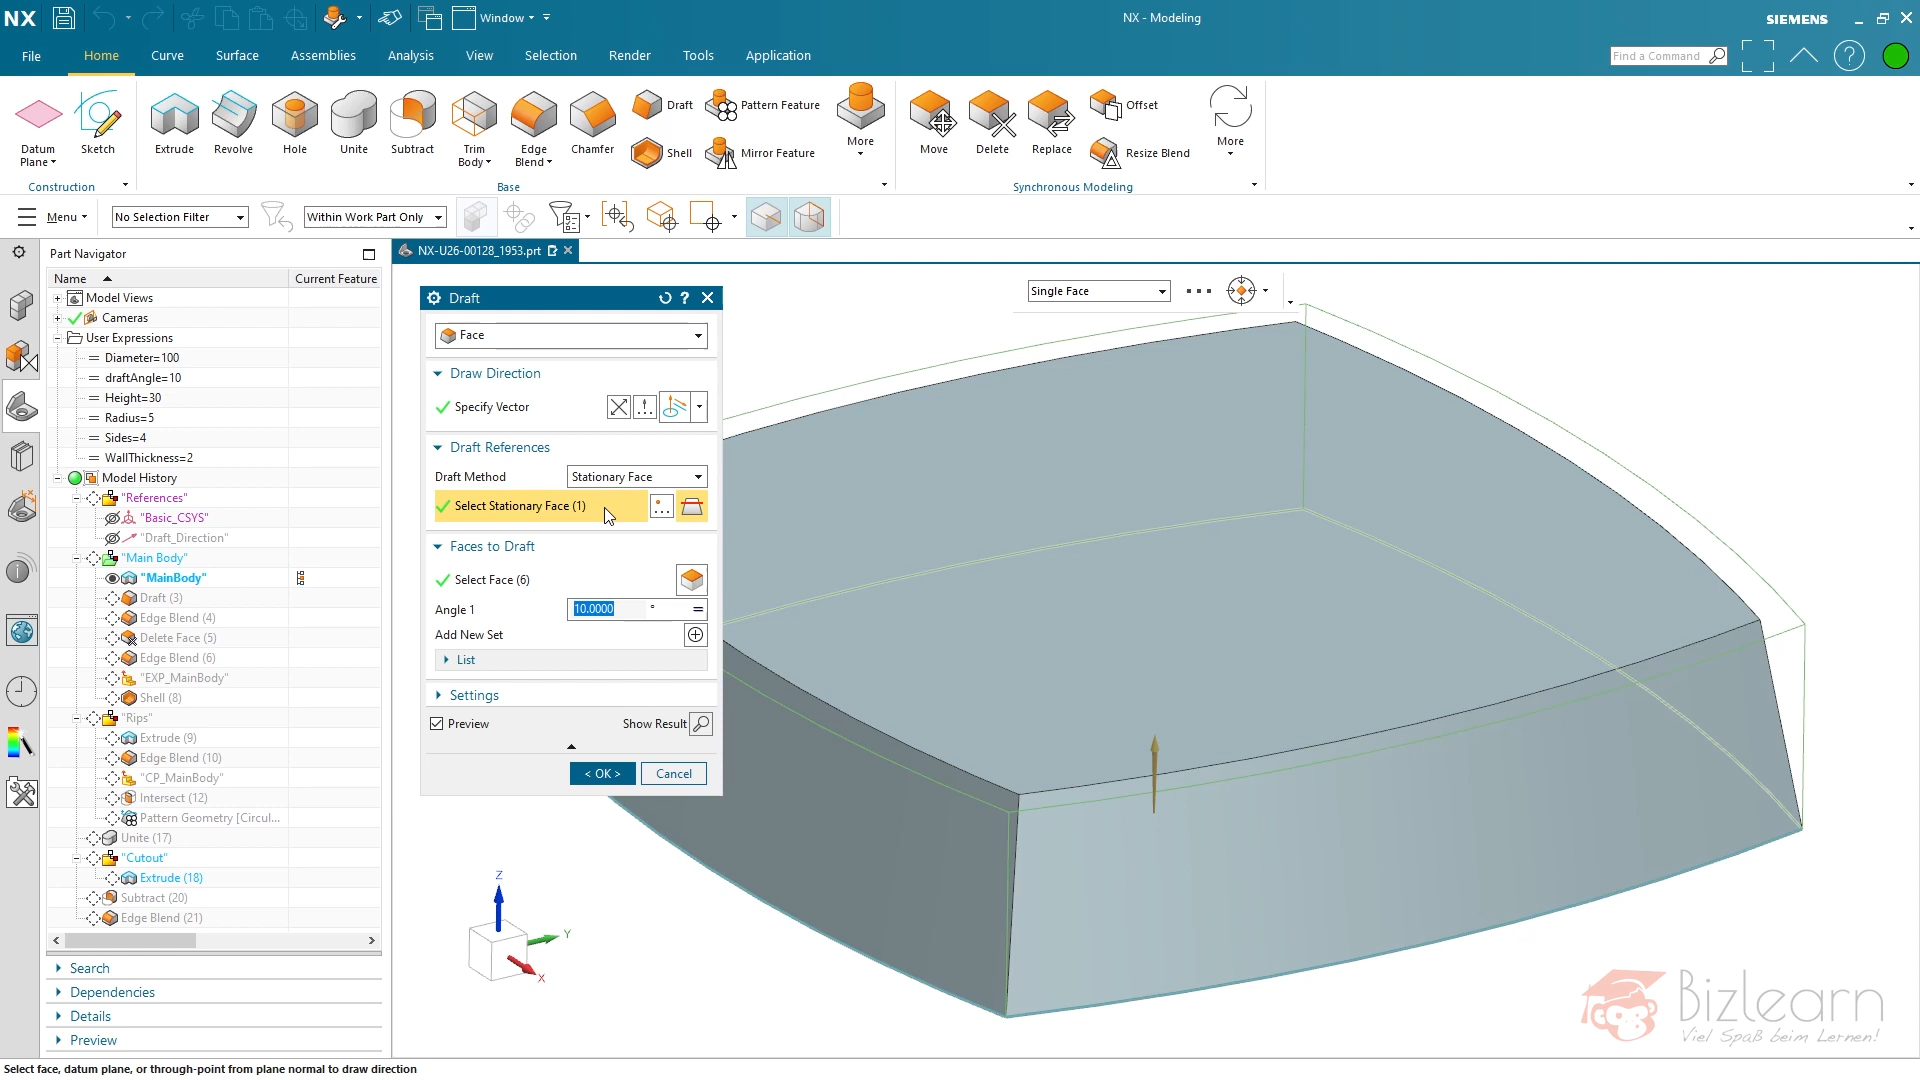 NX
Window
NX - Modeling
SIEMENS
File
Home
Curve
Surface
Assemblies
Analysis
View
Selection
Render
Tools
Application
Find a Command
Datum Plane
Sketch
Extrude
Revolve
Hole
Unite
Subtract
Trim Body
Edge Blend
Chamfer
Draft
Shell
Pattern Feature
Mirror Feature
More
Move
Delete
Replace
Offset
Resize Blend
More
Construction
Base
Synchronous Modeling
Menu
No Selection Filter
Within Work Part Only
Part Navigator
NX-U26-00128_1953.prt
Name
Current Feature
Model Views
Cameras
User Expressions
Diameter=100
draftAngle=10
Height=30
Radius=5
Sides=4
WallThickness=2
Model History
"References"
"Basic_CSYS"
"Draft_Direction"
"Main Body"
"MainBody"
Draft (3)
Edge Blend (4)
Delete Face (5)
Edge Blend (6)
"EXP_MainBody"
Shell (8)
"Rips"
Extrude (9)
Edge Blend (10)
"CP_MainBody"
Intersect (12)
Pattern Geometry [Circul...
Unite (17)
"Cutout"
Extrude (18)
Subtract (20)
Edge Blend (21)
Search
Dependencies
Details
Preview
Draft
Face
Draw Direction
Specify Vector
Draft References
Draft Method
Stationary Face
Select Stationary Face (1)
Faces to Draft
Select Face (6)
Angle 1
10.0000 °
Add New Set
List
Settings
Preview
Show Result
< OK >
Cancel
Single Face
Z
Y
X
Bizlearn
Viel Spaß beim Lernen!
Select face, datum plane, or through-point from plane normal to draw direction